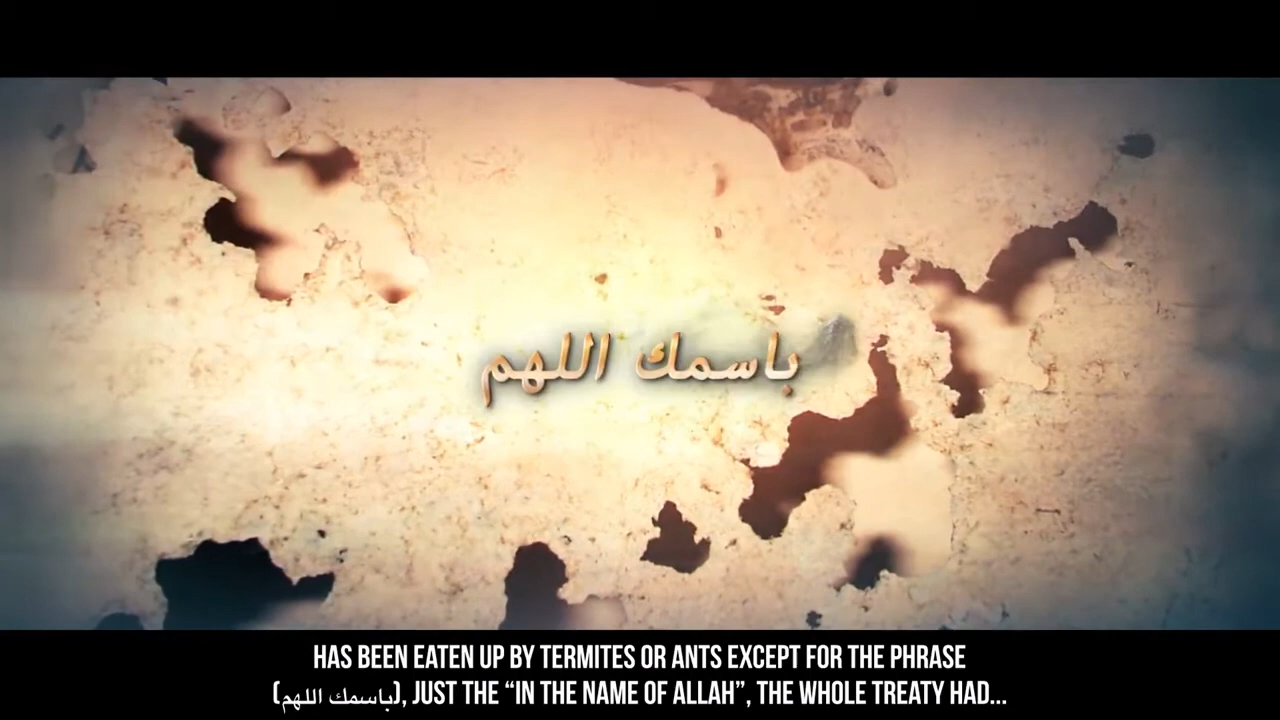 باسمك اللهم
HAS BEEN EATEN UP BY TERMITES OR ANTS EXCEPT FOR THE PHRASE
(باسمك اللهم), JUST THE “IN THE NAME OF ALLAH”, THE WHOLE TREATY HAD...